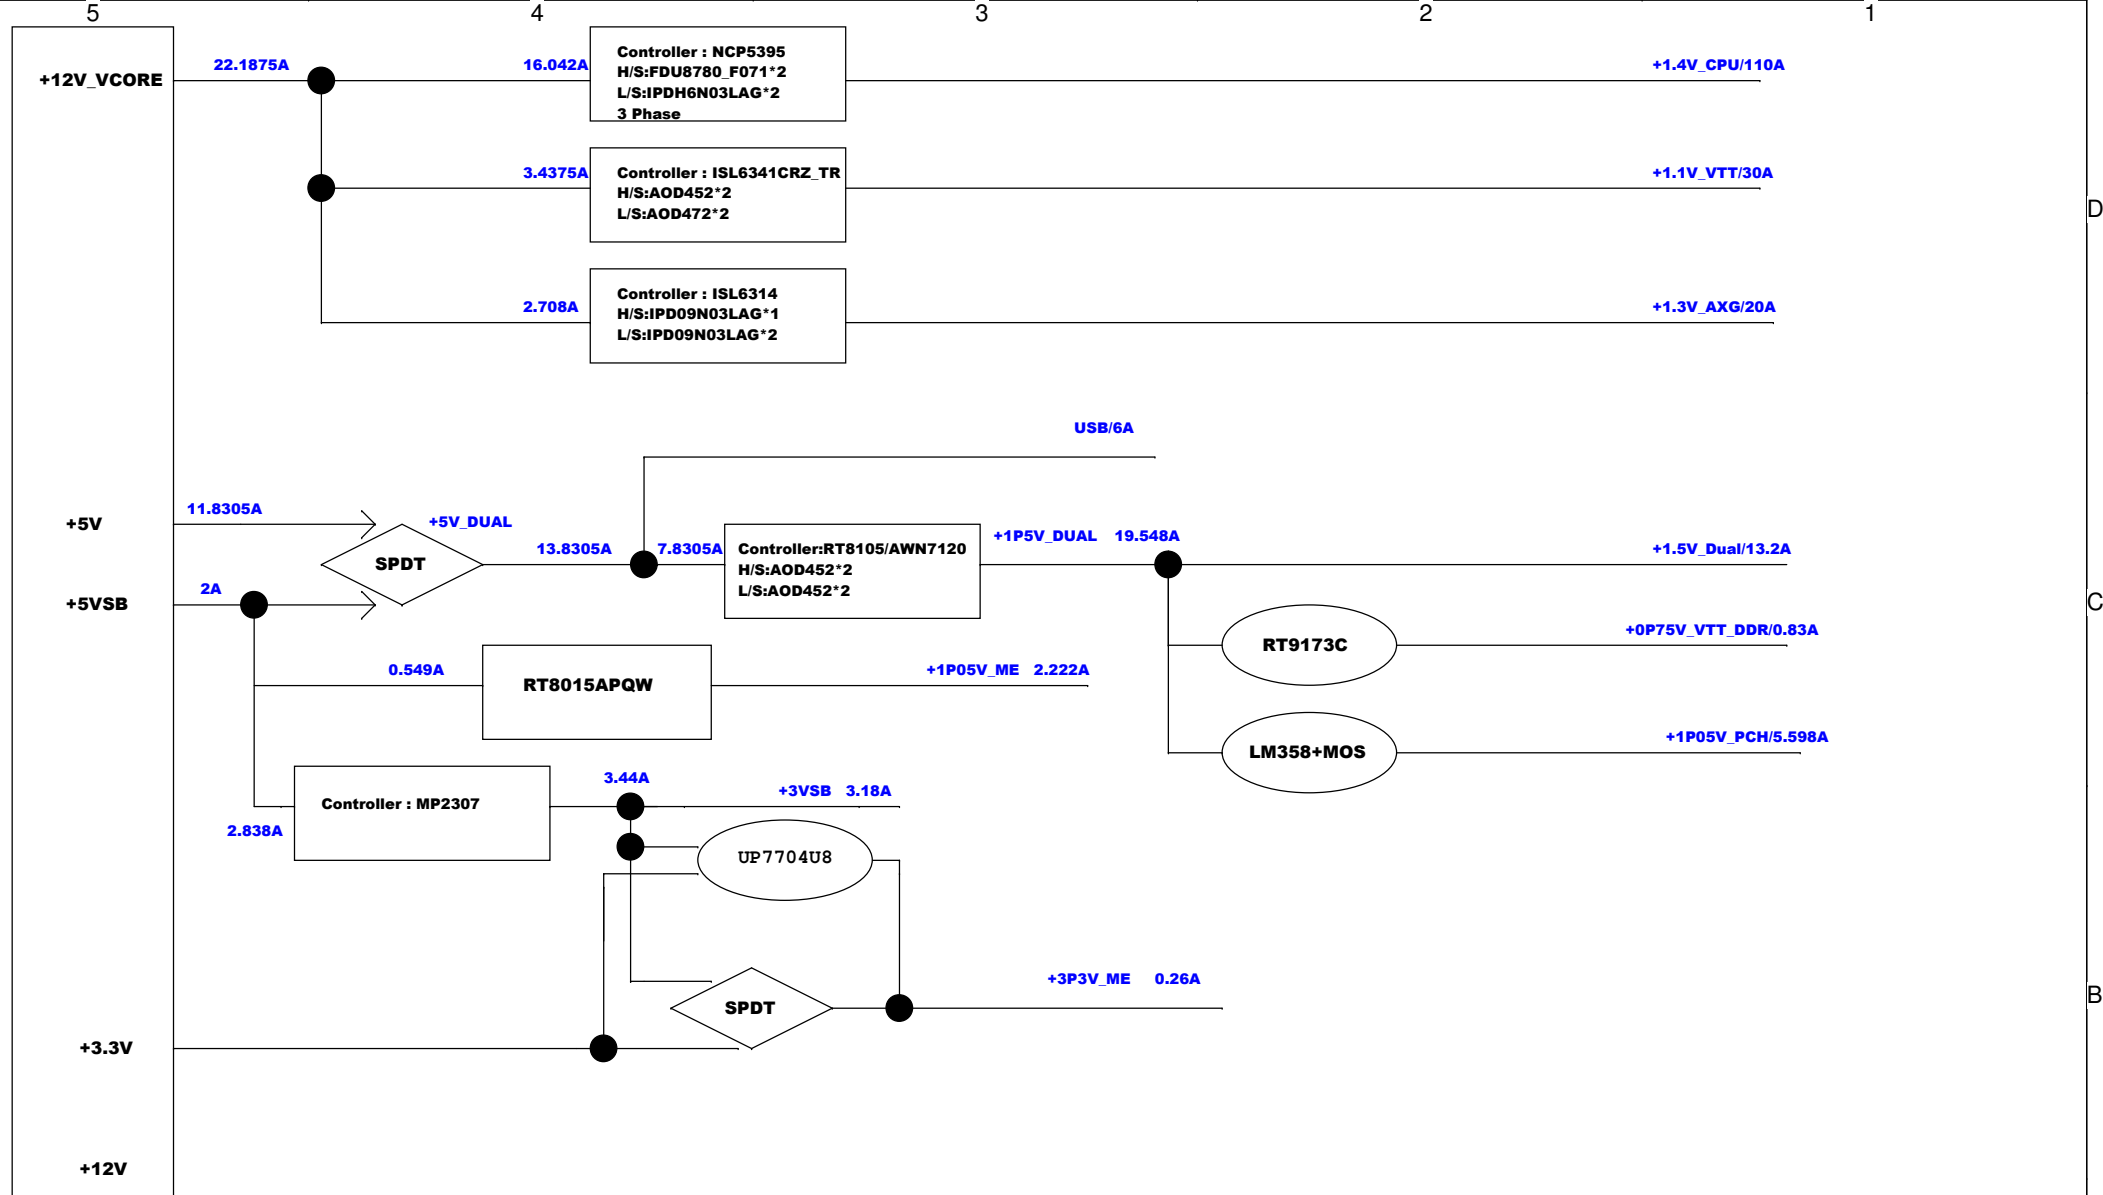 5 4 3 2 1
+12V_VCORE
22.1875A
16.042A
Controller : NCP5395
H/S:FDU8780_F071*2
L/S:IPDH6N03LAG*2
3 Phase
+1.4V_CPU/110A
3.4375A
Controller : ISL6341CRZ_TR
H/S:AOD452*2
L/S:AOD472*2
+1.1V_VTT/30A
D
2.708A
Controller : ISL6314
H/S:IPD09N03LAG*1
L/S:IPD09N03LAG*2
+1.3V_AXG/20A
USB/6A
+5V
11.8305A
SPDT
+5V_DUAL
13.8305A
7.8305A
Controller:RT8105/AWN7120
H/S:AOD452*2
L/S:AOD452*2
+1P5V_DUAL 19.548A
+1.5V_Dual/13.2A
+5VSB
2A
C
RT9173C
+0P75V_VTT_DDR/0.83A
0.549A
RT8015APQW
+1P05V_ME 2.222A
LM358+MOS
+1P05V_PCH/5.598A
2.838A
Controller : MP2307
3.44A
+3VSB 3.18A
UP7704U8
SPDT
+3P3V_ME 0.26A
B
+3.3V
+12V